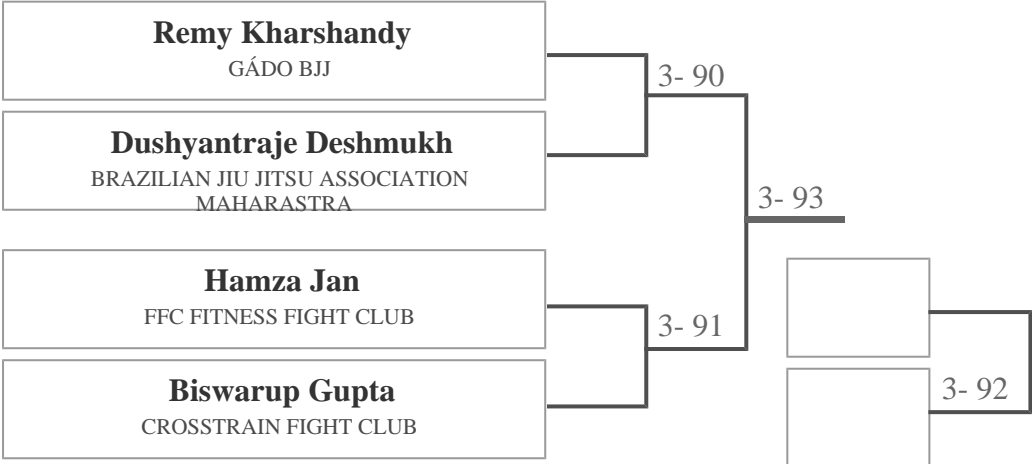 Remy Kharshandy
GÁDO BJJ
3- 90
Dushyantraje Deshmukh
BRAZILIAN JIU JITSU ASSOCIATION
MAHARASTRA
3- 93
Hamza Jan
FFC FITNESS FIGHT CLUB
3- 91
Biswarup Gupta
CROSSTRAIN FIGHT CLUB
3- 92